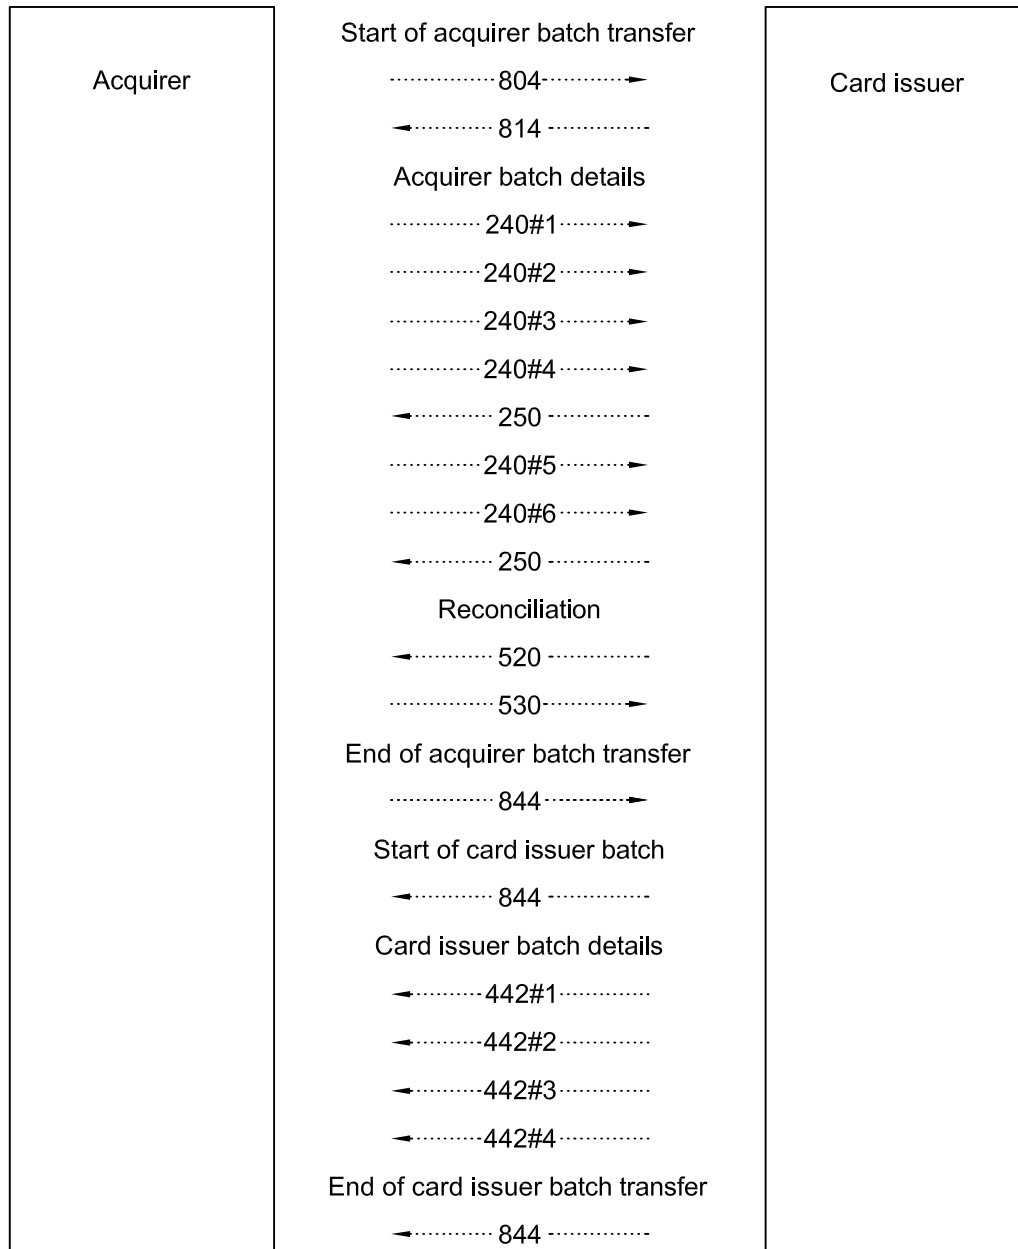 Start of acquirer batch transfer
Acquirer
804
Card issuer
814
Acquirer batch details
240#1
240#2
240#3
240#4
250
240#5
240#6
250
Reconciliation
520
530
End of acquirer batch transfer
844
Start of card issuer batch
844
Card issuer batch details
442#1
442#2
442#3
442#4
End of card issuer batch transfer
844